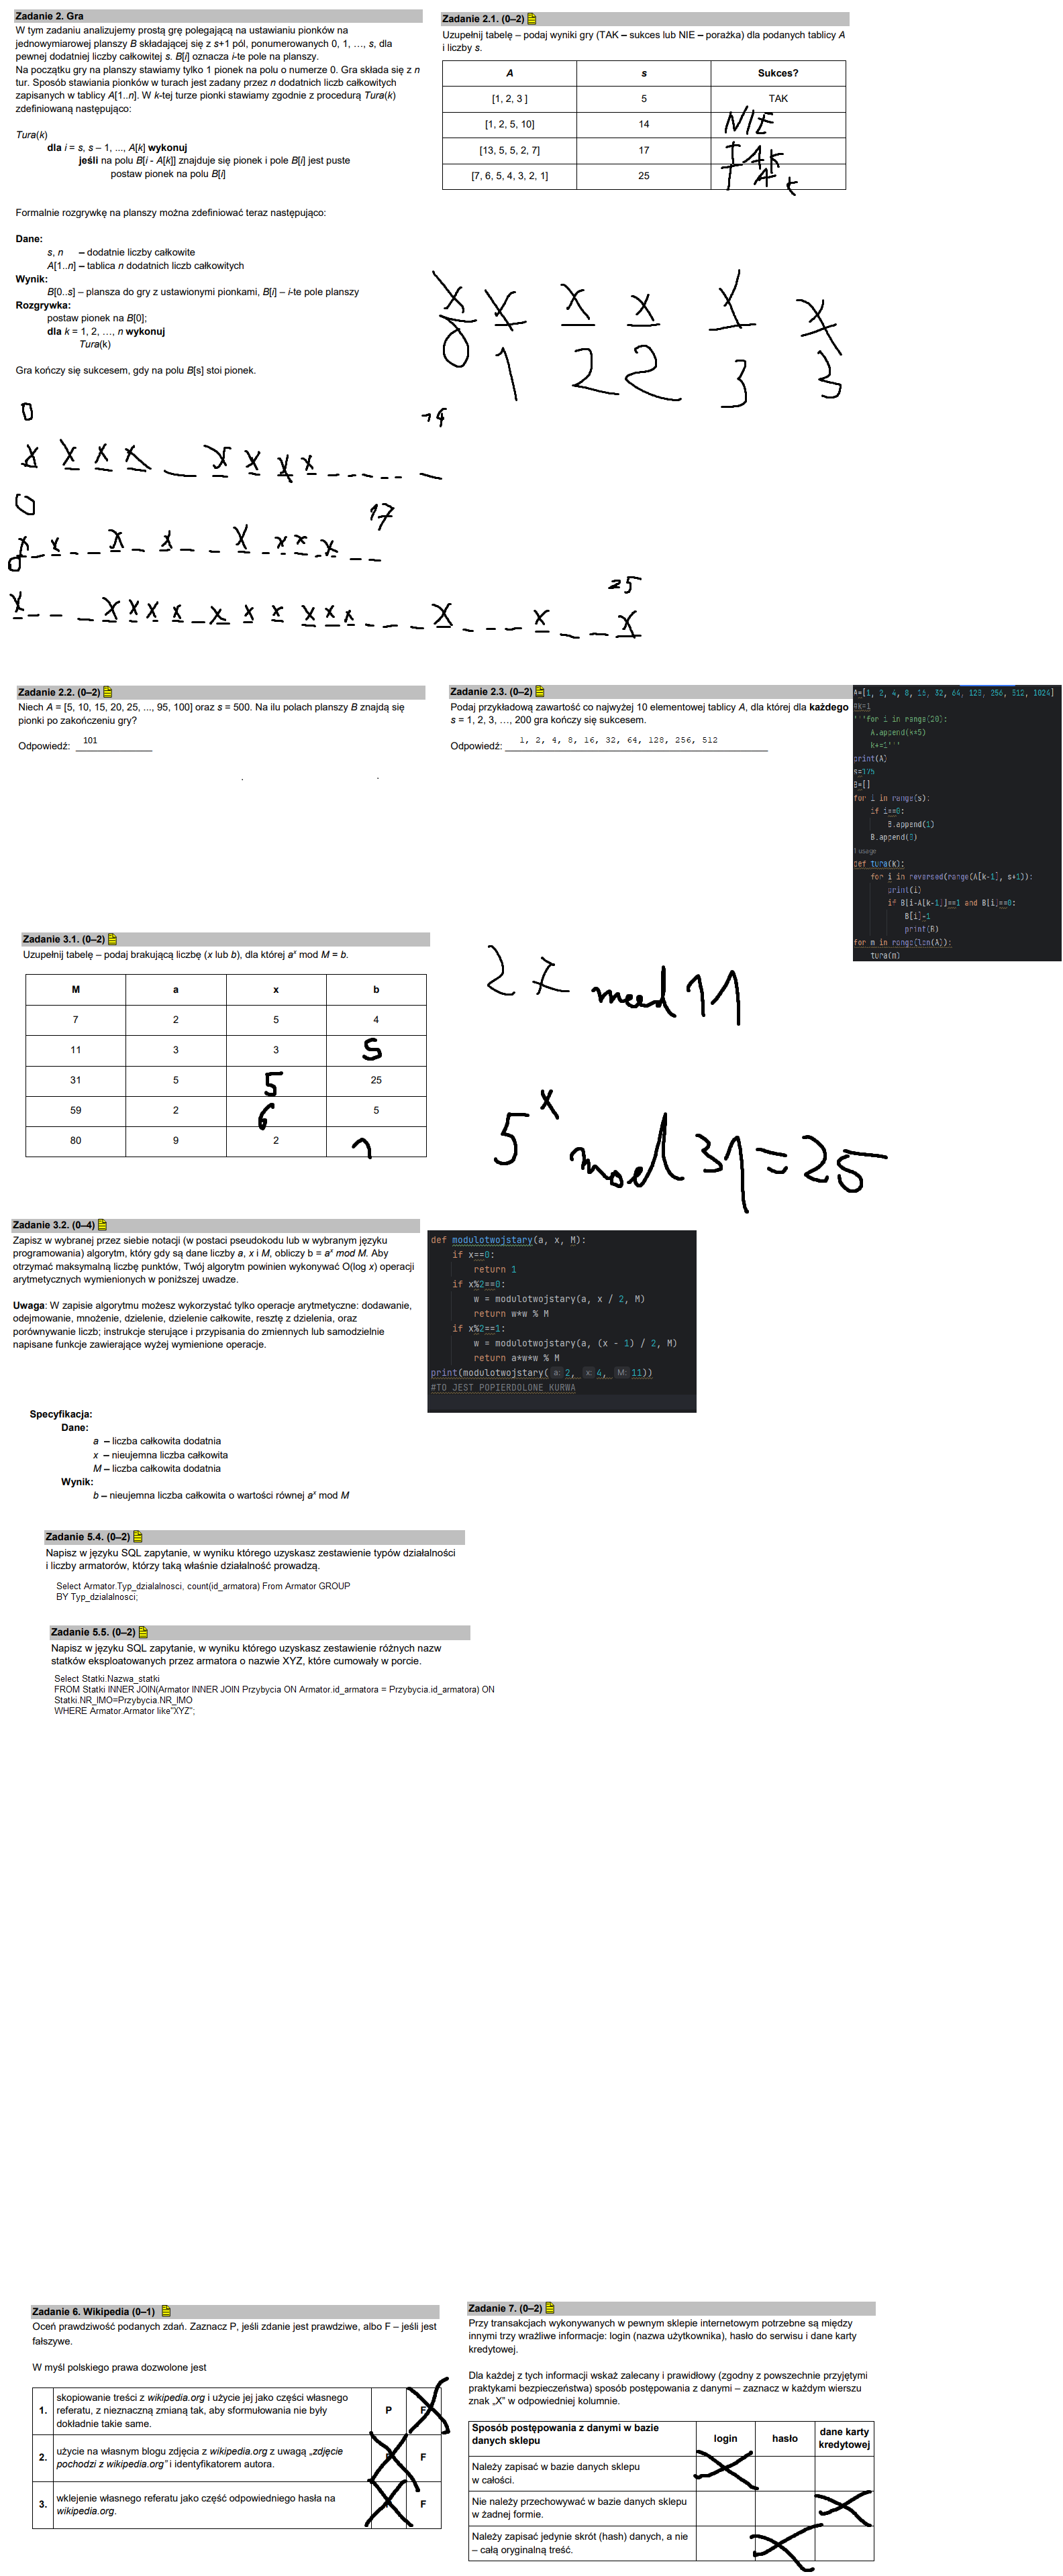 Zadanie 2. Gra
W tym zadaniu analizujemy prostą grę polegającą na ustawianiu pionków na
jednowymiarowej planszy B składającej się z s+1 pól, ponumerowanych 0, 1, …, s, dla
pewnej dodatniej liczby całkowitej s. B[i] oznacza i-te pole na planszy.
Na początku gry na planszy stawiamy tylko 1 pionek na polu o numerze 0. Gra składa się z n
tur. Sposób stawiania pionków w turach jest zadany przez n dodatnich liczb całkowitych
zapisanych w tablicy A[1..n]. W k-tej turze pionki stawiamy zgodnie z procedurą Tura(k)
zdefiniowaną następująco:
Tura(k)
dla i = s, s – 1, ..., A[k] wykonuj
jeśli na polu B[i - A[k]] znajduje się pionek i pole B[i] jest puste
postaw pionek na polu B[i]
Formalnie rozgrywkę na planszy można zdefiniować teraz następująco:
Dane:
s, n – dodatnie liczby całkowite
A[1..n] – tablica n dodatnich liczb całkowitych
Wynik:
B[0..s] – plansza do gry z ustawionymi pionkami, B[i] – i-te pole planszy
Rozgrywka:
postaw pionek na B[0];
dla k = 1, 2, …, n wykonuj
Tura(k)
Gra kończy się sukcesem, gdy na polu B[s] stoi pionek.
Zadanie 2.1. (0–2)
Uzupełnij tabelę – podaj wyniki gry (TAK – sukces lub NIE – porażka) dla podanych tablicy A
i liczby s.
A s Sukces?
[1, 2, 3 ] 5 TAK
[1, 2, 5, 10] 14 NIE
[13, 5, 5, 2, 7] 17 TAK
[7, 6, 5, 4, 3, 2, 1] 25 TAK
x x x x x x
0 1 2 2 3 3
0 14
x x x x x x x x
0 17
x x x x x x x x
0 25
x x x x x x x x x x x x x x
Zadanie 2.2. (0–2)
Niech A = [5, 10, 15, 20, 25, ..., 95, 100] oraz s = 500. Na ilu polach planszy B znajdą się
pionki po zakończeniu gry?
Odpowiedź: 101
Zadanie 2.3. (0–2)
Podaj przykładową zawartość co najwyżej 10 elementowej tablicy A, dla której dla każdego
s = 1, 2, 3, …, 200 gra kończy się sukcesem.
Odpowiedź: 1, 2, 4, 8, 16, 32, 64, 128, 256, 512
A=[1, 2, 4, 8, 16, 32, 64, 128, 256, 512, 1024]
#k=1
'''for i in range(20):
A.append(k*5)
k+=1'''
print(A)
s=175
B=[]
for i in range(s):
if i==0:
B.append(1)
B.append(0)
1 usage
def tura(k):
for i in reversed(range(A[k-1], s+1)):
print(i)
if B[i-A[k-1]]==1 and B[i]==0:
B[i]=1
print(B)
for m in range(len(A)):
tura(m)
Zadanie 3.1. (0–2)
Uzupełnij tabelę – podaj brakującą liczbę (x lub b), dla której aˣ mod M = b.
M a x b
7 2 5 4
11 3 3 5
31 5 5 25
59 2 6 5
80 9 2 1
27 mod 11
5ˣ mod 31=25
Zadanie 3.2. (0–4)
Zapisz w wybranej przez siebie notacji (w postaci pseudokodu lub w wybranym języku
programowania) algorytm, który gdy są dane liczby a, x i M, obliczy b = aˣ mod M. Aby
otrzymać maksymalną liczbę punktów, Twój algorytm powinien wykonywać O(log x) operacji
arytmetycznych wymienionych w poniższej uwadze.
Uwaga: W zapisie algorytmu możesz wykorzystać tylko operacje arytmetyczne: dodawanie,
odejmowanie, mnożenie, dzielenie, dzielenie całkowite, resztę z dzielenia, oraz
porównywanie liczb; instrukcje sterujące i przypisania do zmiennych lub samodzielnie
napisane funkcje zawierające wyżej wymienione operacje.
def modulotwojstary(a, x, M):
if x==0:
return 1
if x%2==0:
w = modulotwojstary(a, x / 2, M)
return w*w % M
if x%2==1:
w = modulotwojstary(a, (x - 1) / 2, M)
return a*w*w % M
print(modulotwojstary( a: 2, x: 4, M: 11))
#TO JEST POPIERDOLONE KURWA
Specyfikacja:
Dane:
a – liczba całkowita dodatnia
x – nieujemna liczba całkowita
M – liczba całkowita dodatnia
Wynik:
b – nieujemna liczba całkowita o wartości równej aˣ mod M
Zadanie 5.4. (0–2)
Napisz w języku SQL zapytanie, w wyniku którego uzyskasz zestawienie typów działalności
i liczby armatorów, którzy taką właśnie działalność prowadzą.
Select Armator.Typ_dzialalnosci, count(id_armatora) From Armator GROUP
BY Typ_dzialalnosci;
Zadanie 5.5. (0–2)
Napisz w języku SQL zapytanie, w wyniku którego uzyskasz zestawienie różnych nazw
statków eksploatowanych przez armatora o nazwie XYZ, które cumowały w porcie.
Select Statki.Nazwa_statki
FROM Statki INNER JOIN(Armator INNER JOIN Przybycia ON Armator.id_armatora = Przybycia.id_armatora) ON
Statki.NR_IMO=Przybycia.NR_IMO
WHERE Armator.Armator like"XYZ";
Zadanie 6. Wikipedia (0–1)
Oceń prawdziwość podanych zdań. Zaznacz P, jeśli zdanie jest prawdziwe, albo F – jeśli jest
fałszywe.
W myśl polskiego prawa dozwolone jest
1. skopiowanie treści z wikipedia.org i użycie jej jako części własnego
referatu, z nieznaczną zmianą tak, aby sformułowania nie były
dokładnie takie same. P F
2. użycie na własnym blogu zdjęcia z wikipedia.org z uwagą „zdjęcie
pochodzi z wikipedia.org” i identyfikatorem autora. F
3. wklejenie własnego referatu jako część odpowiedniego hasła na
wikipedia.org. F
Zadanie 7. (0–2)
Przy transakcjach wykonywanych w pewnym sklepie internetowym potrzebne są między
innymi trzy wrażliwe informacje: login (nazwa użytkownika), hasło do serwisu i dane karty
kredytowej.
Dla każdej z tych informacji wskaż zalecany i prawidłowy (zgodny z powszechnie przyjętymi
praktykami bezpieczeństwa) sposób postępowania z danymi – zaznacz w każdym wierszu
znak „X” w odpowiedniej kolumnie.
Sposób postępowania z danymi w bazie
danych sklepu login hasło dane karty
kredytowej
Należy zapisać w bazie danych sklepu
w całości. X
Nie należy przechowywać w bazie danych sklepu
w żadnej formie. X
Należy zapisać jedynie skrót (hash) danych, a nie
– całą oryginalną treść. X